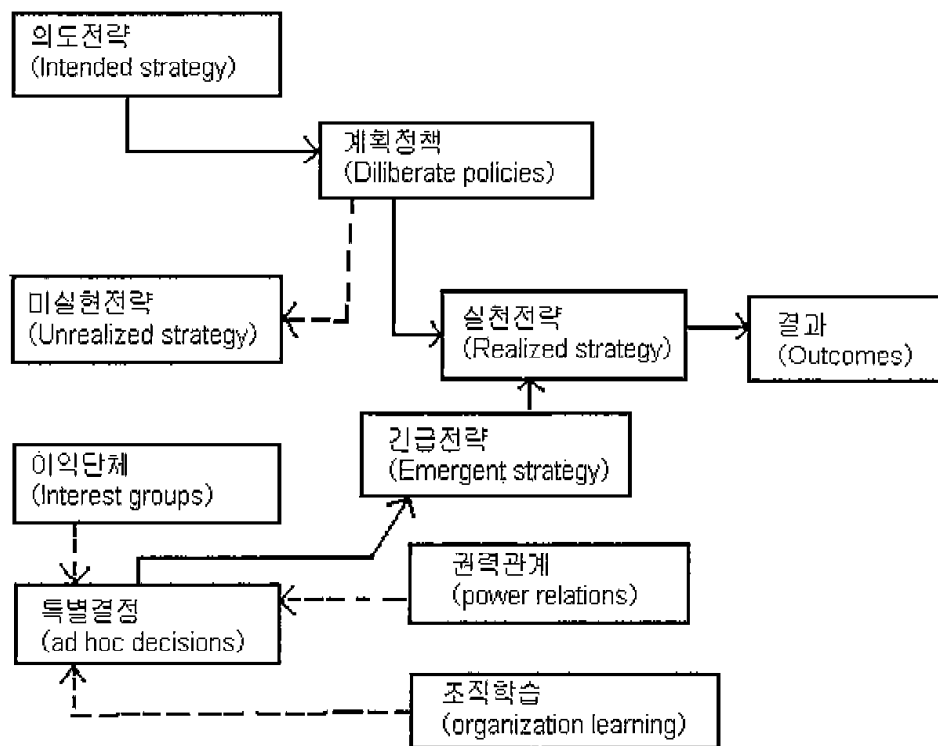 의도전략
(Intended strategy)
계획정책
(Diliberate policies)
미실현전략
(Unrealized strategy)
실천전략
(Realized strategy)
결과
(Outcomes)
긴급전략
(Emergent strategy)
이익단체
(Interest groups)
권력관계
(power relations)
특별결정
(ad hoc decisions)
조직학습
(organization learning)